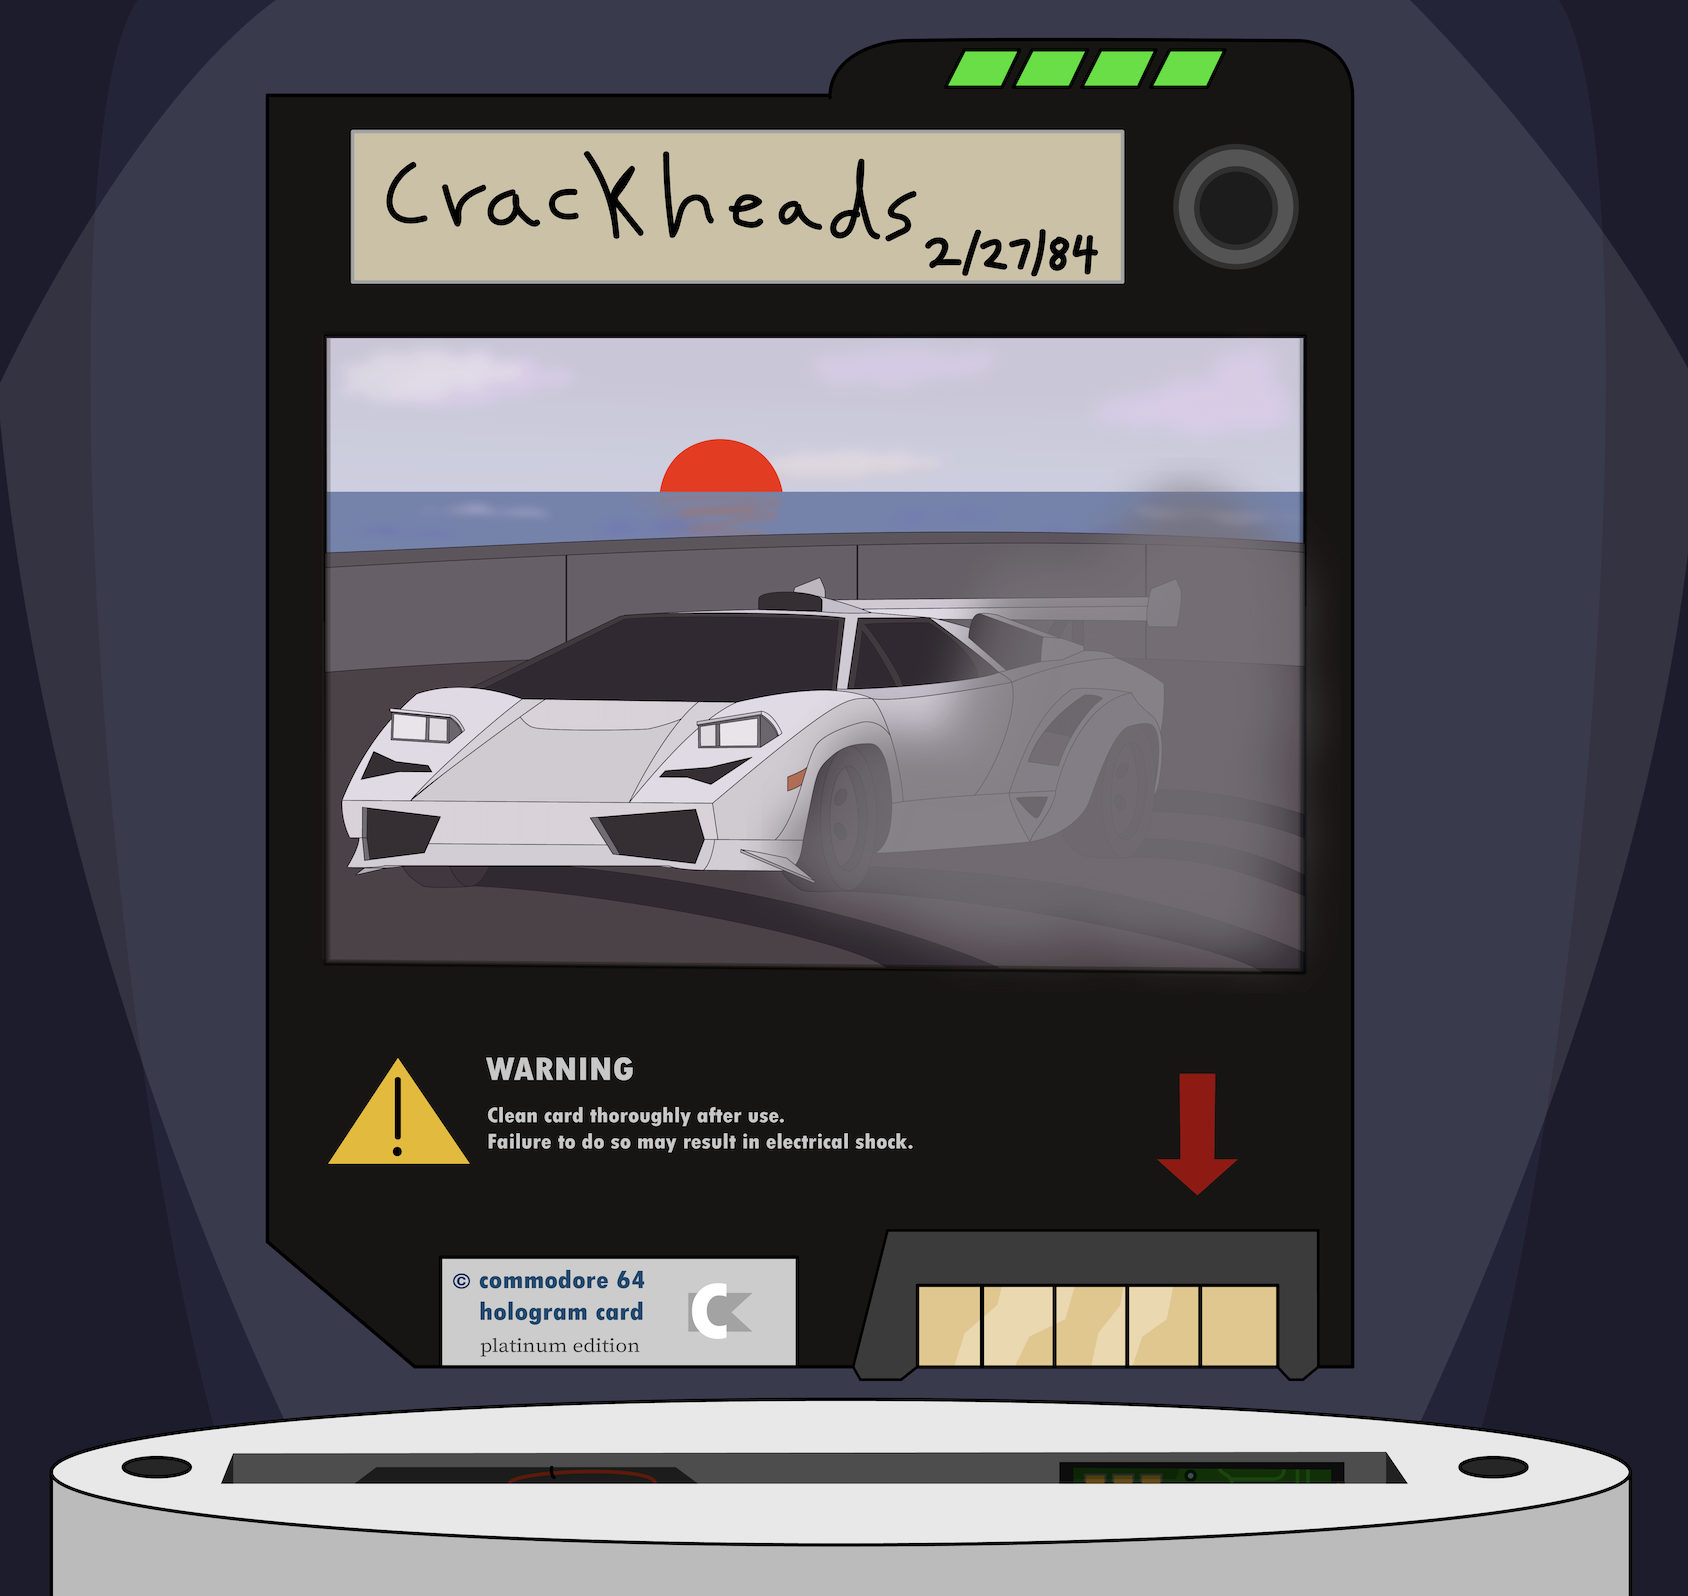 Crackheads
2/27/84
WARNING
Clean card thoroughly after use.
Failure to do so may result in electrical shock.
© commodore 64
hologram card
platinum edition